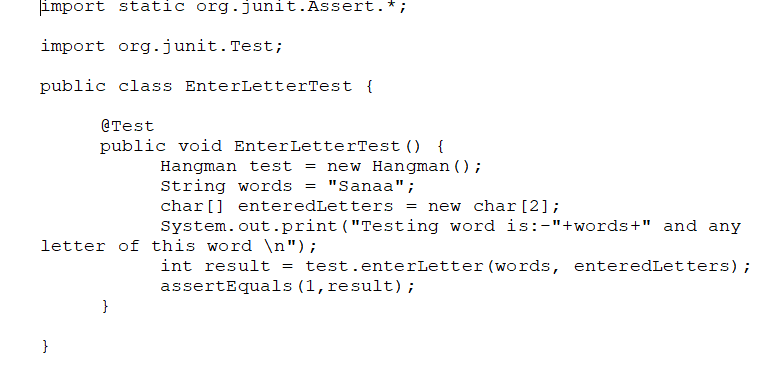 import static org.junit.Assert.*;
import org.junit.Test;
public class EnterLetterTest {
@Test
public void EnterLetterTest() {
Hangman test = new Hangman();
String words = "Sanaa";
char[] enteredLetters = new char[2];
System.out.print("Testing word is:-"+words+" and any
letter of this word \n");
int result = test.enterLetter(words, enteredLetters);
assertEquals(1,result);
}
}